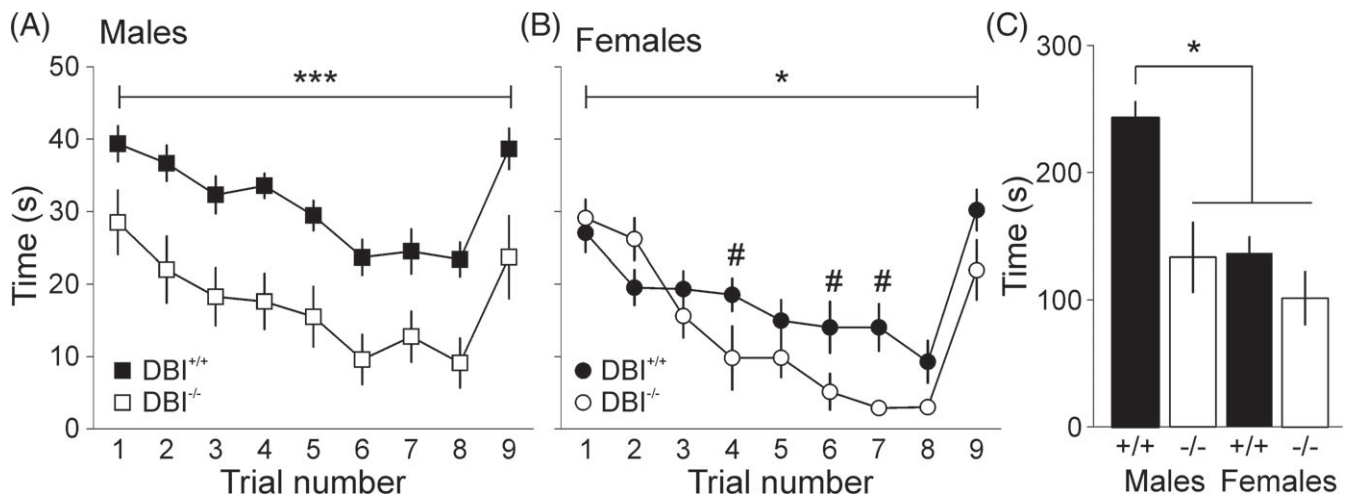 (A) Males
Time (s)
50
40
30
20
10
0
***
DBI+/+
DBI-/-
1 2 3 4 5 6 7 8 9
Trial number
(B) Females
*
# # #
DBI+/+
DBI-/-
1 2 3 4 5 6 7 8 9
Trial number
(C)
Time (s)
300
200
100
0
*
+/+ -/- +/+ -/-
Males Females